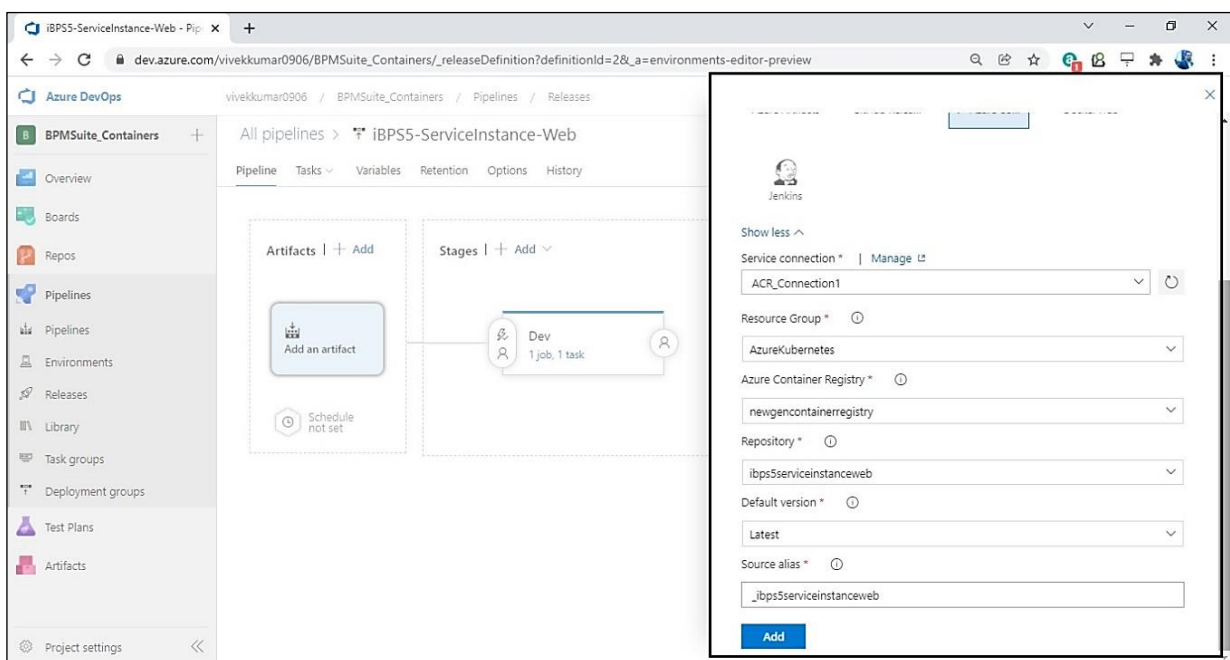 iBPS5-ServiceInstance-Web - Pip
dev.azure.com/vivekkumar0906/BPMSuite_Containers/_releaseDefinition?definitionId=2&_a=environments-editor-preview
Azure DevOps
vivekkumar0906 / BPMSuite_Containers / Pipelines / Releases
B BPMSuite_Containers
All pipelines > iBPS5-ServiceInstance-Web
Pipeline Tasks Variables Retention Options History
Overview
Boards
Repos
Pipelines
Pipelines
Environments
Releases
Library
Task groups
Deployment groups
Test Plans
Artifacts
Project settings
Artifacts | + Add
Stages | + Add
Add an artifact
Schedule
not set
Dev
1 job, 1 task
Jenkins
Show less
Service connection * | Manage
ACR_Connection1
Resource Group *
AzureKubernetes
Azure Container Registry *
newgencontainerregistry
Repository *
ibps5serviceinstanceweb
Default version *
Latest
Source alias *
_ibps5serviceinstanceweb
Add